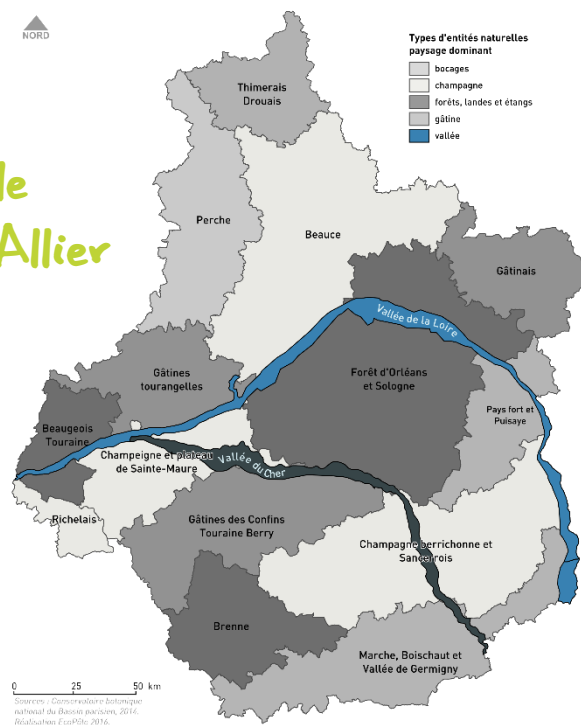 NORD
Types d'entités naturelles
paysage dominant
bocages
champagne
forêts, landes et étangs
gâtine
vallée
le
Allier
Thimerais
Drouais
Perche
Beauce
Gâtinais
Vallée de la Loire
Gâtines
tourangelles
Forêt d'Orléans
et Sologne
Pays fort et
Puisaye
Beaugeois
Touraine
Champeigne et plateau
de Sainte-Maure
Vallée du Cher
Richelais
Gâtines des Confins
Touraine Berry
Champagne berrichonne et
Sancerrois
Brenne
Marche, Boischaut et
Vallée de Germigny
0 25 50 km
Sources : Conservatoire botanique
national du Bassin parisien, 2014.
Réalisation EcoPôle 2016.